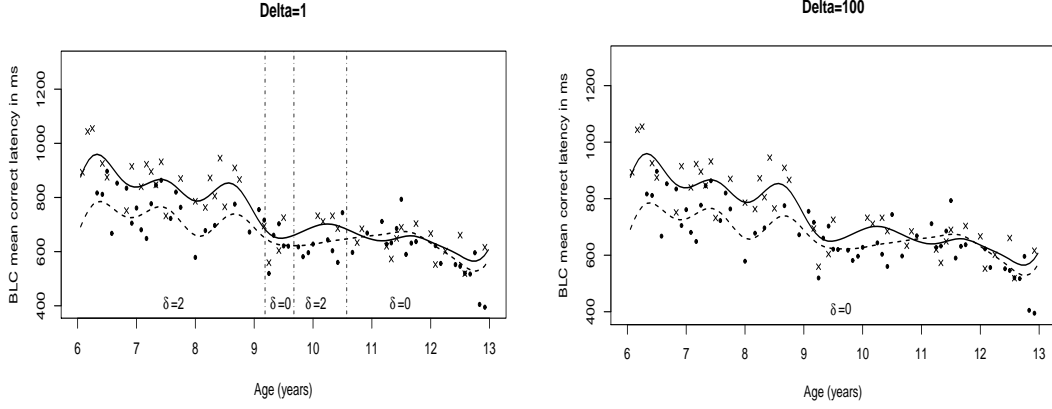 Delta=1
BLC mean correct latency in ms
1200
1000
800
600
400
δ=2
δ=0
δ=2
δ=0
6 7 8 9 10 11 12 13
Age (years)
Delta=100
BLC mean correct latency in ms
1200
1000
800
600
400
δ=0
6 7 8 9 10 11 12 13
Age (years)